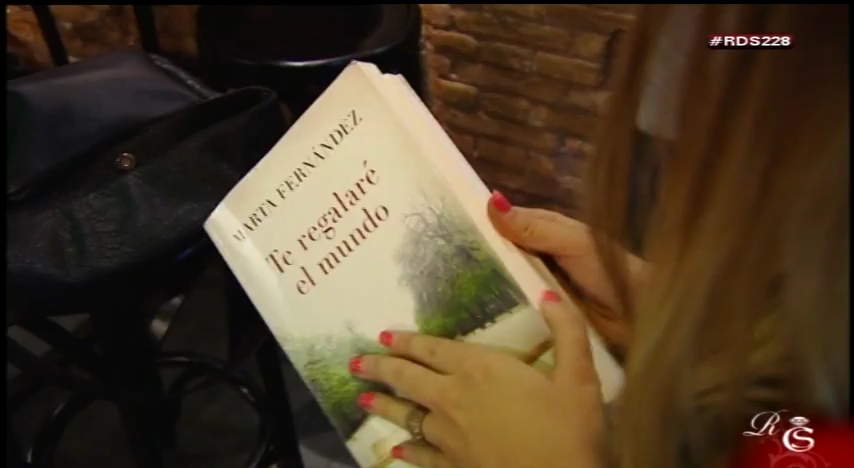 #RDS228
MARTA FERNÁNDEZ
Te regalaré
el mundo
R
S